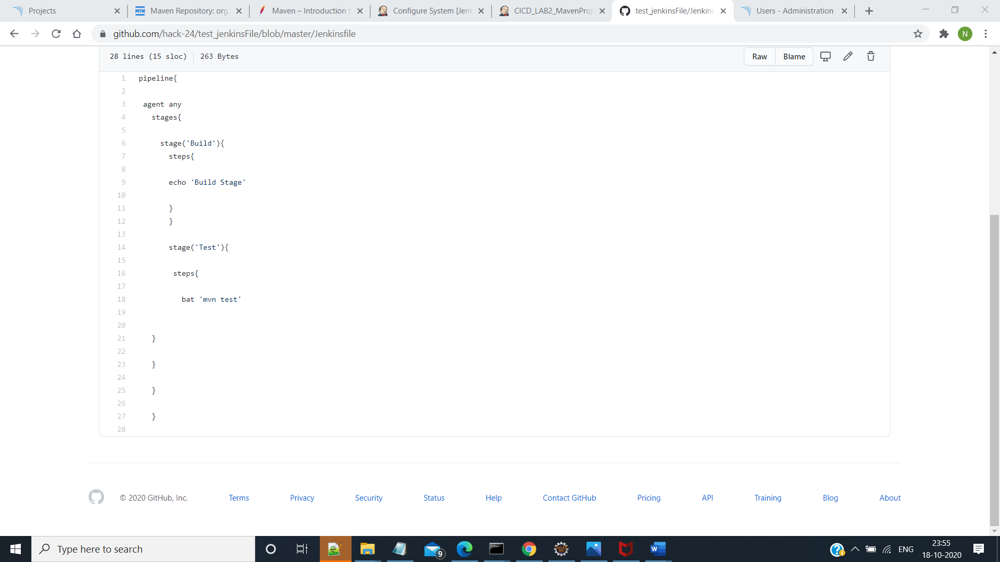 Projects
Maven Repository: org.
Maven – Introduction t
Configure System [Jenk
CICD_LAB2_MavenProj
test_jenkinsFile/Jenkins
Users - Administration
github.com/hack-24/test_jenkinsFile/blob/master/Jenkinsfile
N
28 lines (15 sloc) 263 Bytes
Raw
Blame
1 pipeline{
2
3 agent any
4 stages{
5
6 stage('Build'){
7 steps{
8
9 echo 'Build Stage'
10
11 }
12 }
13
14 stage('Test'){
15
16 steps{
17
18 bat 'mvn test'
19
20
21 }
22
23 }
24
25 }
26
27 }
28
© 2020 GitHub, Inc.
Terms
Privacy
Security
Status
Help
Contact GitHub
Pricing
API
Training
Blog
About
Type here to search
9
ENG
23:55
18-10-2020